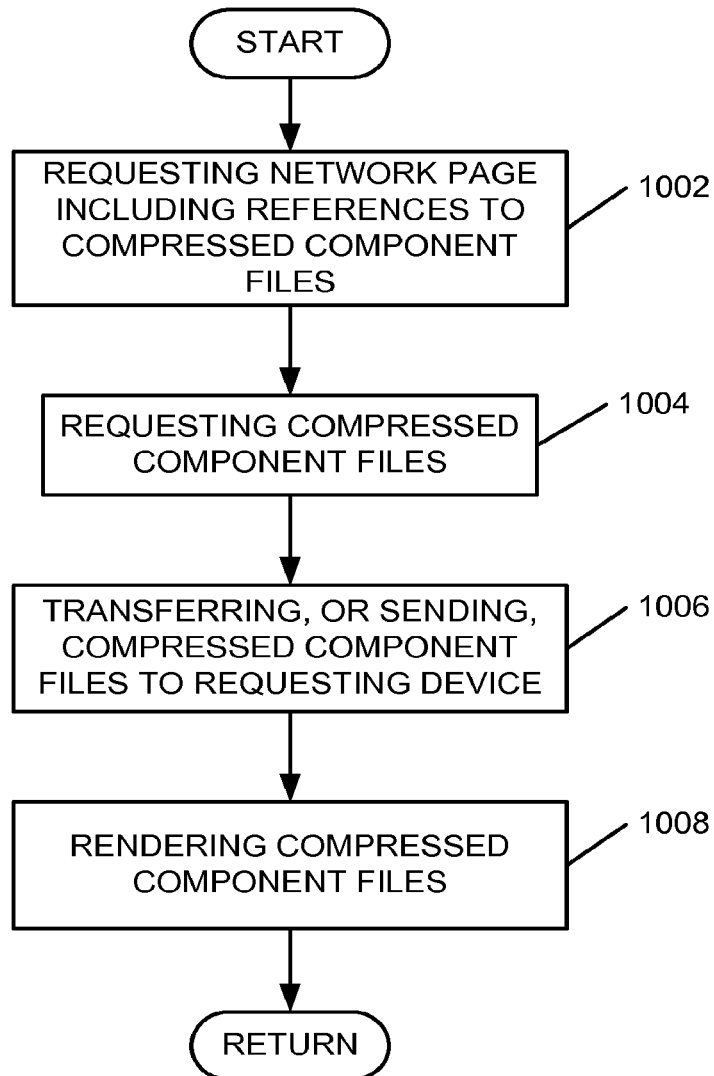 START
REQUESTING NETWORK PAGE
INCLUDING REFERENCES TO
COMPRESSED COMPONENT
FILES
1002
REQUESTING COMPRESSED
COMPONENT FILES
1004
TRANSFERRING, OR SENDING,
COMPRESSED COMPONENT
FILES TO REQUESTING DEVICE
1006
RENDERING COMPRESSED
COMPONENT FILES
1008
RETURN